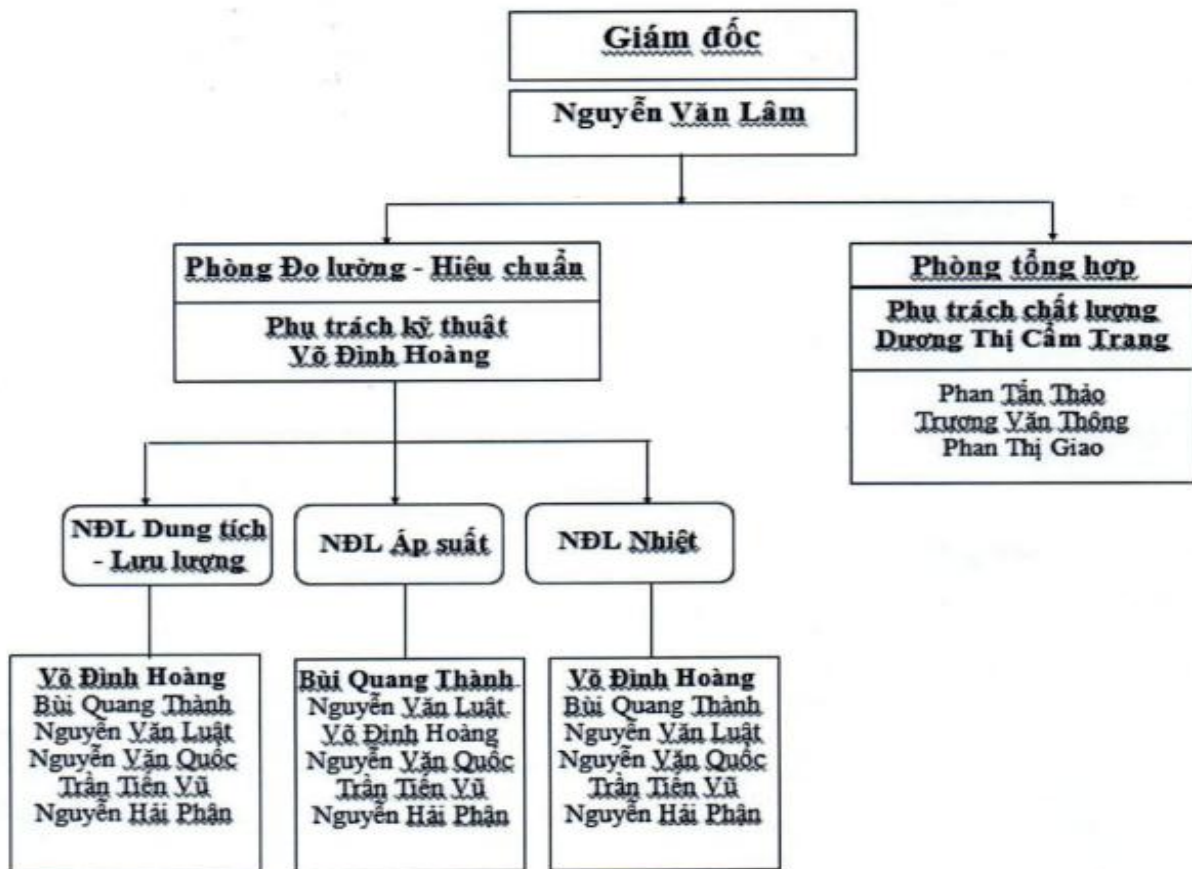 Giám đốc
Nguyễn Văn Lâm
Phòng Đo lường - Hiệu chuẩn
Phụ trách kỹ thuật
Võ Đình Hoàng
Phòng tổng hợp
Phụ trách chất lượng
Dương Thị Cẩm Trang
Phan Tấn Thảo
Trương Văn Thông
Phan Thị Giao
NĐL Dung tích
- Lưu lượng
NĐL Áp suất
NĐL Nhiệt
Võ Đình Hoàng
Bùi Quang Thành
Nguyễn Văn Luật
Nguyễn Văn Quốc
Trần Tiến Vũ
Nguyễn Hải Phận
Bùi Quang Thành
Nguyễn Văn Luật
Võ Đình Hoàng
Nguyễn Văn Quốc
Trần Tiến Vũ
Nguyễn Hải Phận
Võ Đình Hoàng
Bùi Quang Thành
Nguyễn Văn Luật
Nguyễn Văn Quốc
Trần Tiến Vũ
Nguyễn Hải Phận